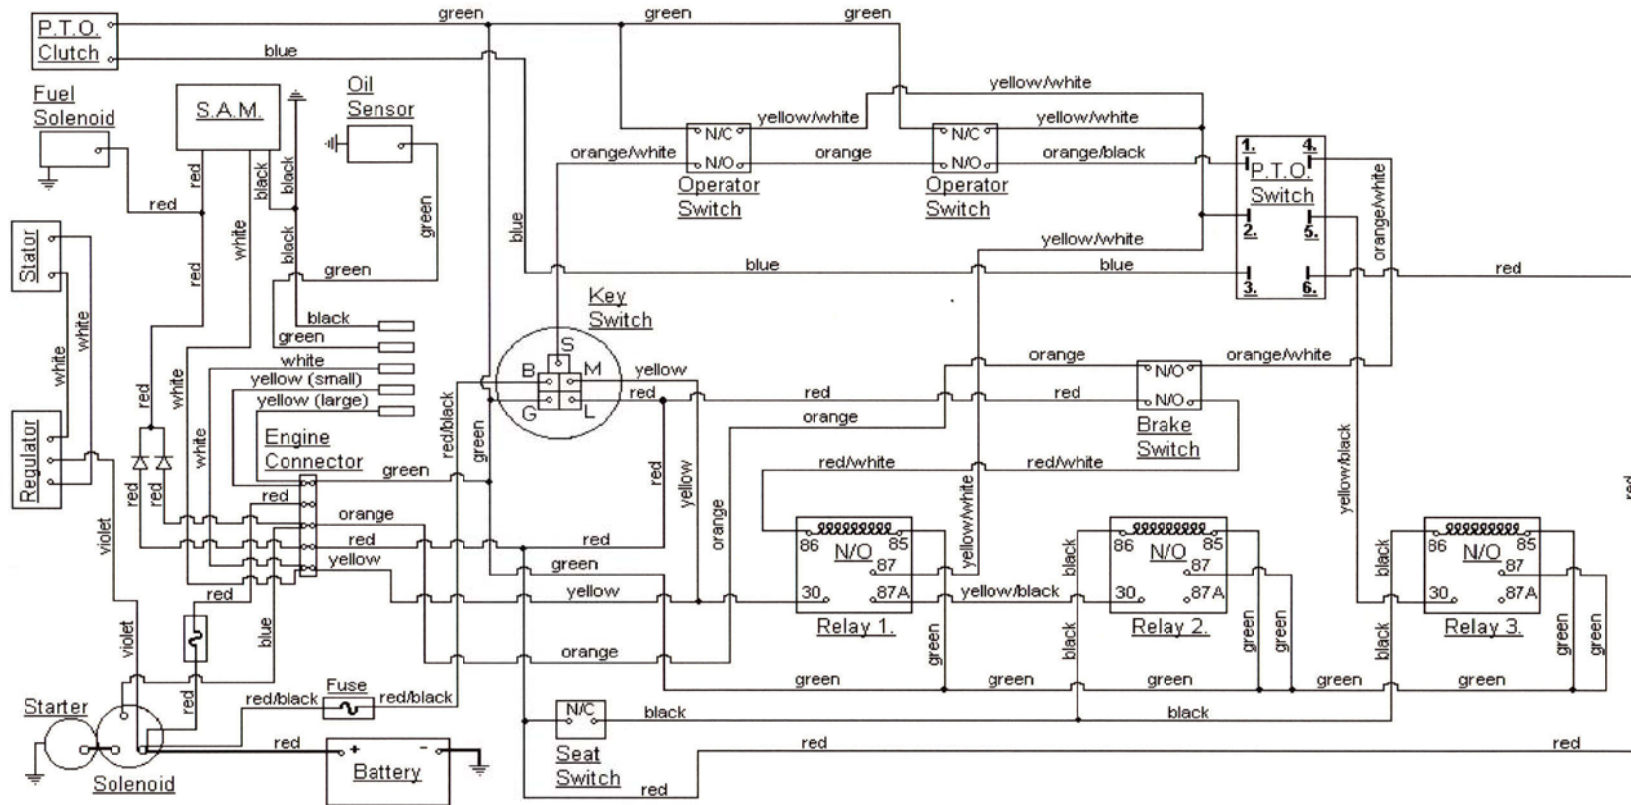 green
green
green
P.T.O.
Clutch
blue
Fuel
Solenoid
S.A.M.
Oil
Sensor
yellow/white
N/C
yellow/white
N/C
yellow/white
orange/white
N/O
orange
N/O
orange/black
1.
4.
P.T.O.
Switch
2.
5.
3.
6.
Operator
Switch
Operator
Switch
red
black
black
red
white
black
green
blue
orange/white
yellow/white
Stator
red
green
blue
blue
red
white
white
Key
Switch
black
green
white
yellow (small)
yellow (large)
S
B
M
G
L
yellow
red
orange
N/O
orange/white
red
red
N/O
Brake
Switch
orange
red
white
white
red/black
green
Regulator
Engine
Connector
green
red
red
red
orange
red
yellow
red
yellow
orange
red
green
yellow
red/white
red/white
yellow/white
yellow/black
red
violet
86
85
N/O
87
30
87A
Relay 1.
black
86
85
N/O
87
30
87A
Relay 2.
black
86
85
N/O
87
30
87A
Relay 3.
yellow/black
red
violet
blue
orange
green
black
green
green
black
green
green
green
green
green
green
red
red/black
Fuse
red/black
N/C
black
black
Seat
Switch
Starter
Solenoid
red
+
-
Battery
red
red
red